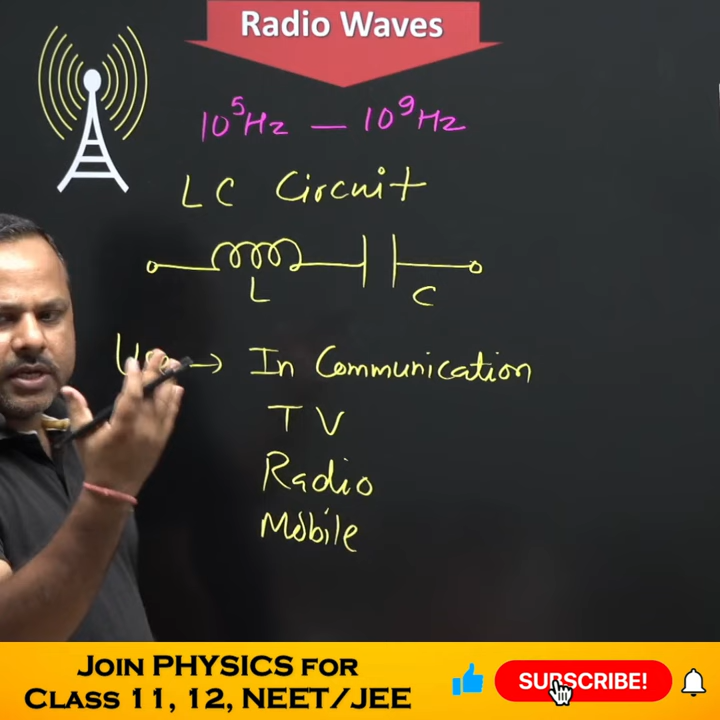 Radio Waves
10⁵Hz — 10⁹Hz
LC Circuit
L
C
→ In Communication
TV
Radio
Mobile
JOIN PHYSICS FOR
CLASS 11, 12, NEET/JEE
SUBSCRIBE!